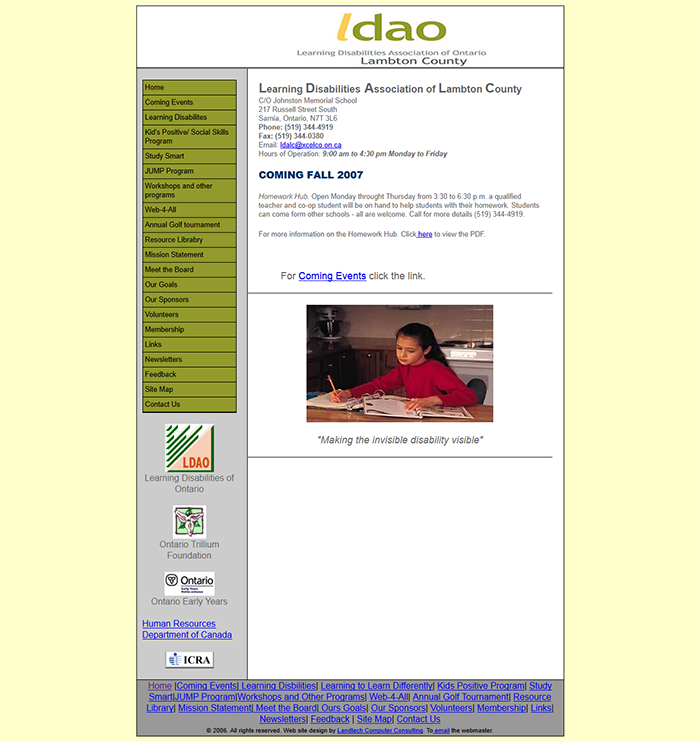 ldao
Learning Disabilities Association of Ontario
Lambton County
Home
Coming Events
Learning Disabilites
Kid's Positive/ Social Skills
Program
Study Smart
JUMP Program
Workshops and other
programs
Web-4-All
Annual Golf tournament
Resource Librabry
Mission Statement
Meet the Board
Our Goals
Our Sponsors
Volunteers
Membership
Links
Newsletters
Feedback
Site Map
Contact Us
LDAO
Learning Disabilities of
Ontario
Ontario Trillium
Foundation
Ontario
Early Years
Ontario Early Years
Human Resources
Department of Canada
ICRA
Learning Disabilities Association of Lambton County
C/O Johnston Memorial School
217 Russell Street South
Sarnia, Ontario, N7T 3L6
Phone: (519) 344-4919
Fax: (519) 344-0380
Email: ldalc@xcelco.on.ca
Hours of Operation: 9:00 am to 4:30 pm Monday to Friday
COMING FALL 2007
Homework Hub. Open Monday throught Thursday from 3:30 to 6:30 p.m. a qualified
teacher and co-op student will be on hand to help students with their homework. Students
can come form other schools - all are welcome. Call for more details (519) 344-4919.
For more information on the Homework Hub. Click here to view the PDF.
For Coming Events click the link.
"Making the invisible disability visible"
Home |Coming Events| Learning Disbilities| Learning to Learn Differently| Kids Positive Program| Study
Smart|JUMP Program|Workshops and Other Programs| Web-4-All| Annual Golf Tournament| Resource
Library| Mission Statement| Meet the Board| Ours Goals| Our Sponsors| Volunteers| Membership| Links|
Newsletters| Feedback | Site Map| Contact Us
© 2006. All rights reserved. Web site design by Landtech Computer Consulting. To email the webmaster.